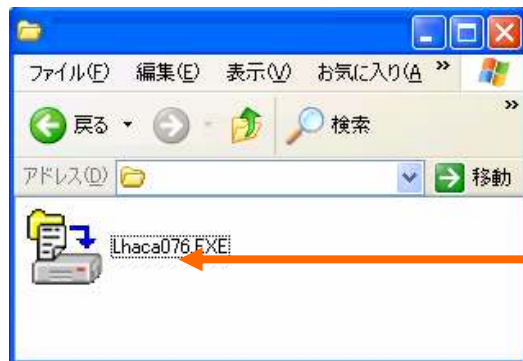 ファイル(F) 編集(E) 表示(V) お気に入り(A »
戻る 検索 »
アドレス(D) 移動
Lhaca076.EXE